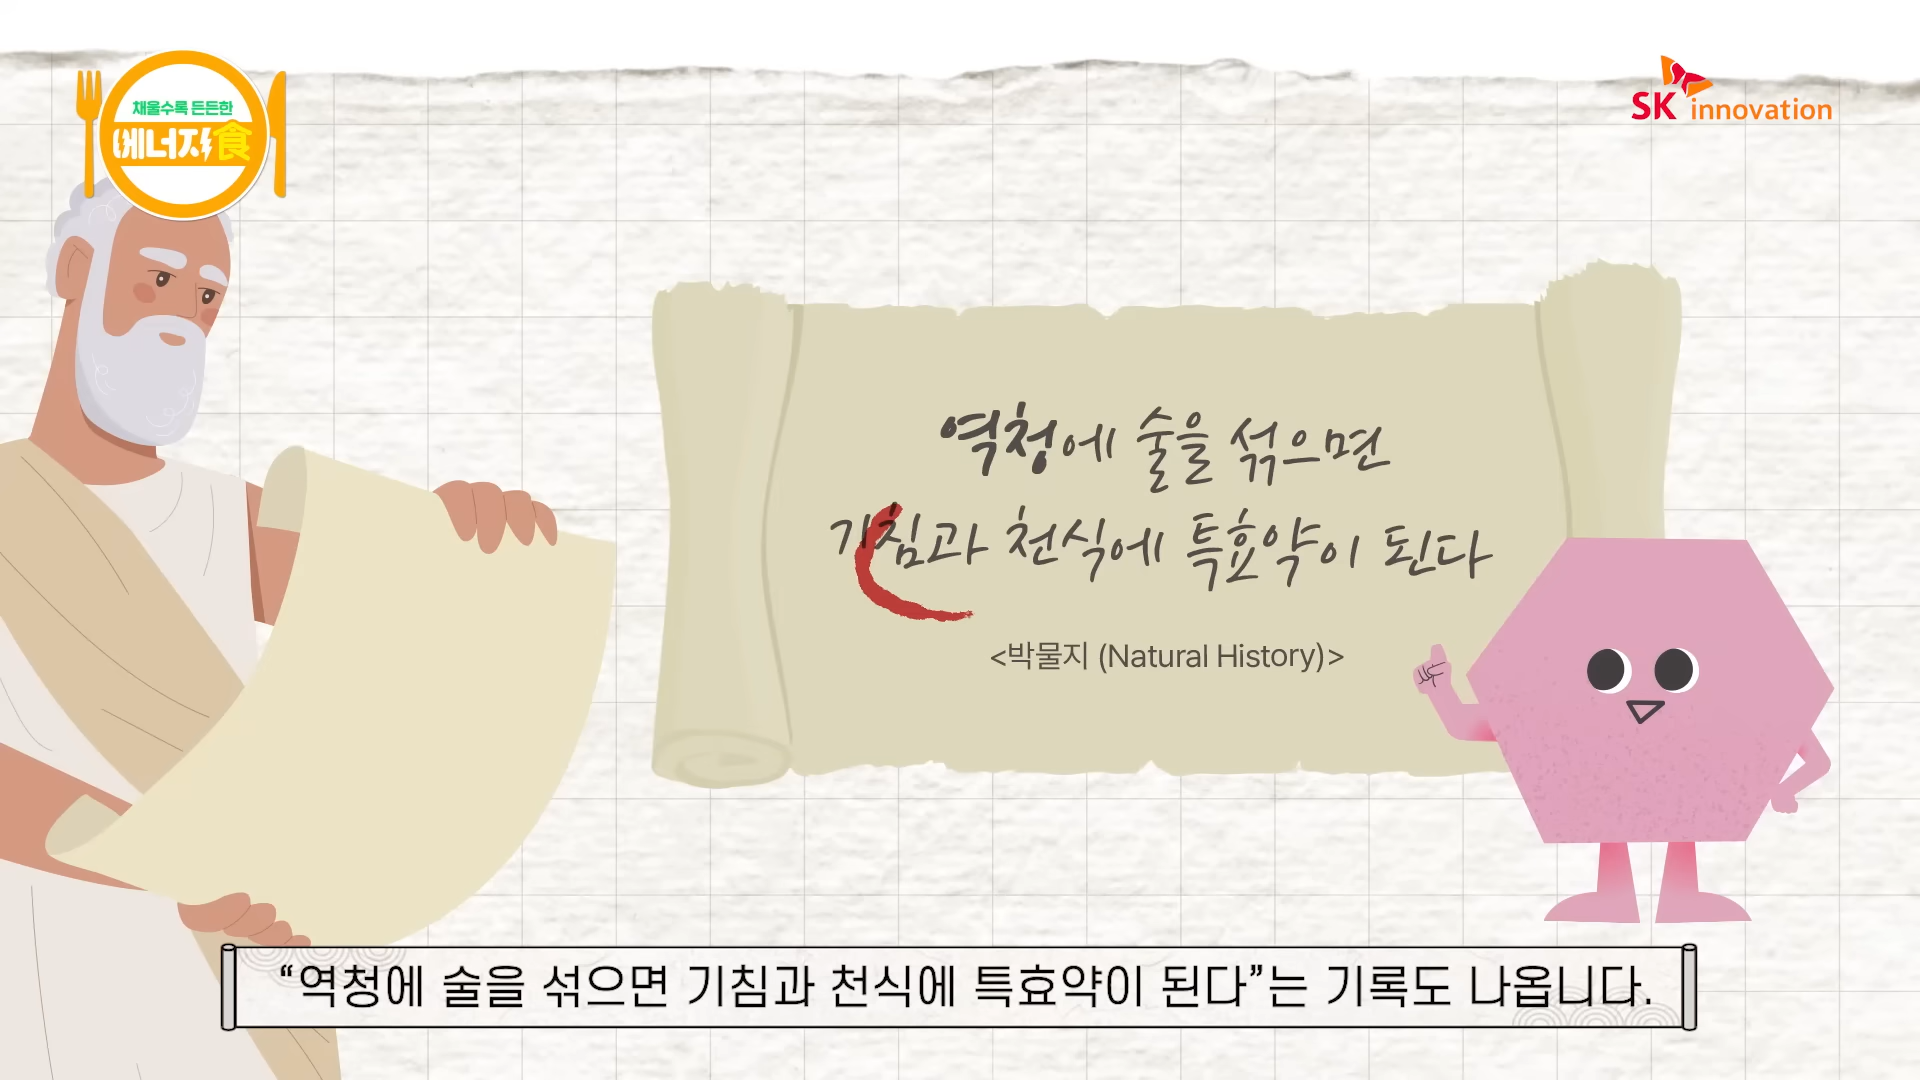 채울수록 든든한
에너지食
SK innovation
역청에 술을 섞으면
기침과 천식에 특효약이 된다
<박물지 (Natural History)>
“역청에 술을 섞으면 기침과 천식에 특효약이 된다”는 기록도 나옵니다.